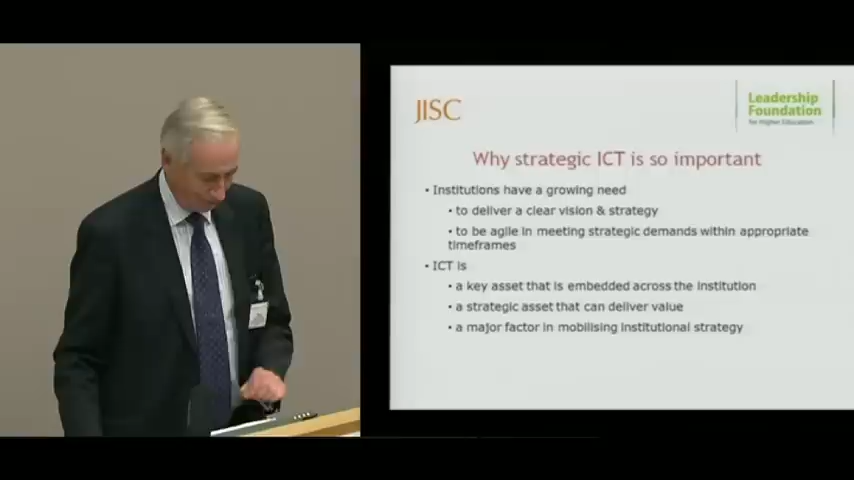 JISC
Leadership
Foundation
for Higher Education
Why strategic ICT is so important
• Institutions have a growing need
• to deliver a clear vision & strategy
• to be agile in meeting strategic demands within appropriate
timeframes
• ICT is
• a key asset that is embedded across the institution
• a strategic asset that can deliver value
• a major factor in mobilising institutional strategy